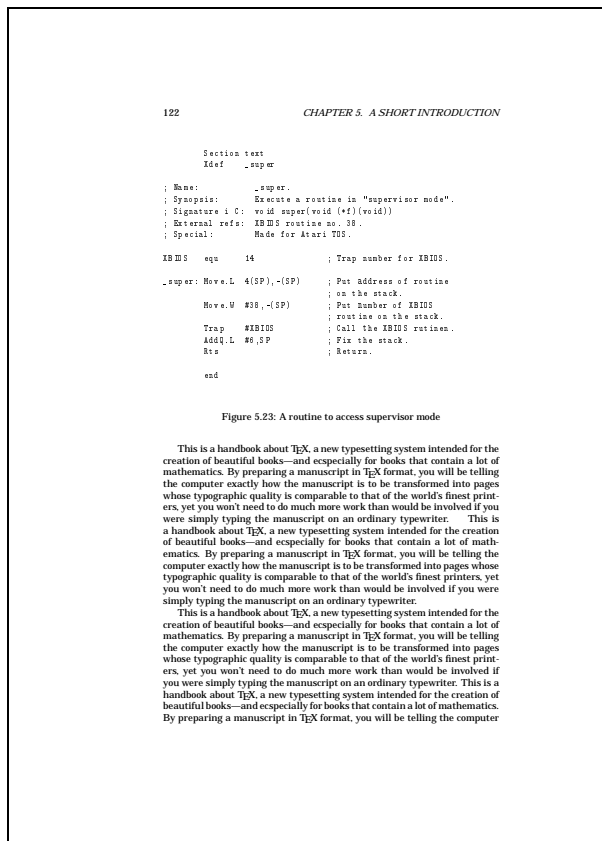 122 CHAPTER 5. A SHORT INTRODUCTION
Section text
Xdef _super
; Name: _super.
; Synopsis: Execute a routine in "supervisor mode".
; Signature i C: void super(void (*f)(void))
; External refs: XBIOS routine no. 38.
; Special: Made for Atari TOS.
XBIOS equ 14 ; Trap number for XBIOS.
_super: Move.L 4(SP),-(SP) ; Put address of routine
; on the stack.
Move.W #38,-(SP) ; Put number of XBIOS
; routine on the stack.
Trap #XBIOS ; Call the XBIOS rutinen.
AddQ.L #6,SP ; Fix the stack.
Rts ; Return.
end
Figure 5.23: A routine to access supervisor mode
This is a handbook about TEX, a new typesetting system intended for the
creation of beautiful books—and ecspecially for books that contain a lot of
mathematics. By preparing a manuscript in TEX format, you will be telling
the computer exactly how the manuscript is to be transformed into pages
whose typographic quality is comparable to that of the world's finest print-
ers, yet you won't need to do much more work than would be involved if you
were simply typing the manuscript on an ordinary typewriter. This is
a handbook about TEX, a new typesetting system intended for the creation
of beautiful books—and ecspecially for books that contain a lot of math-
ematics. By preparing a manuscript in TEX format, you will be telling the
computer exactly how the manuscript is to be transformed into pages whose
typographic quality is comparable to that of the world's finest printers, yet
you won't need to do much more work than would be involved if you were
simply typing the manuscript on an ordinary typewriter.
This is a handbook about TEX, a new typesetting system intended for the
creation of beautiful books—and ecspecially for books that contain a lot of
mathematics. By preparing a manuscript in TEX format, you will be telling
the computer exactly how the manuscript is to be transformed into pages
whose typographic quality is comparable to that of the world's finest print-
ers, yet you won't need to do much more work than would be involved if
you were simply typing the manuscript on an ordinary typewriter. This is a
handbook about TEX, a new typesetting system intended for the creation of
beautiful books—and ecspecially for books that contain a lot of mathematics.
By preparing a manuscript in TEX format, you will be telling the computer